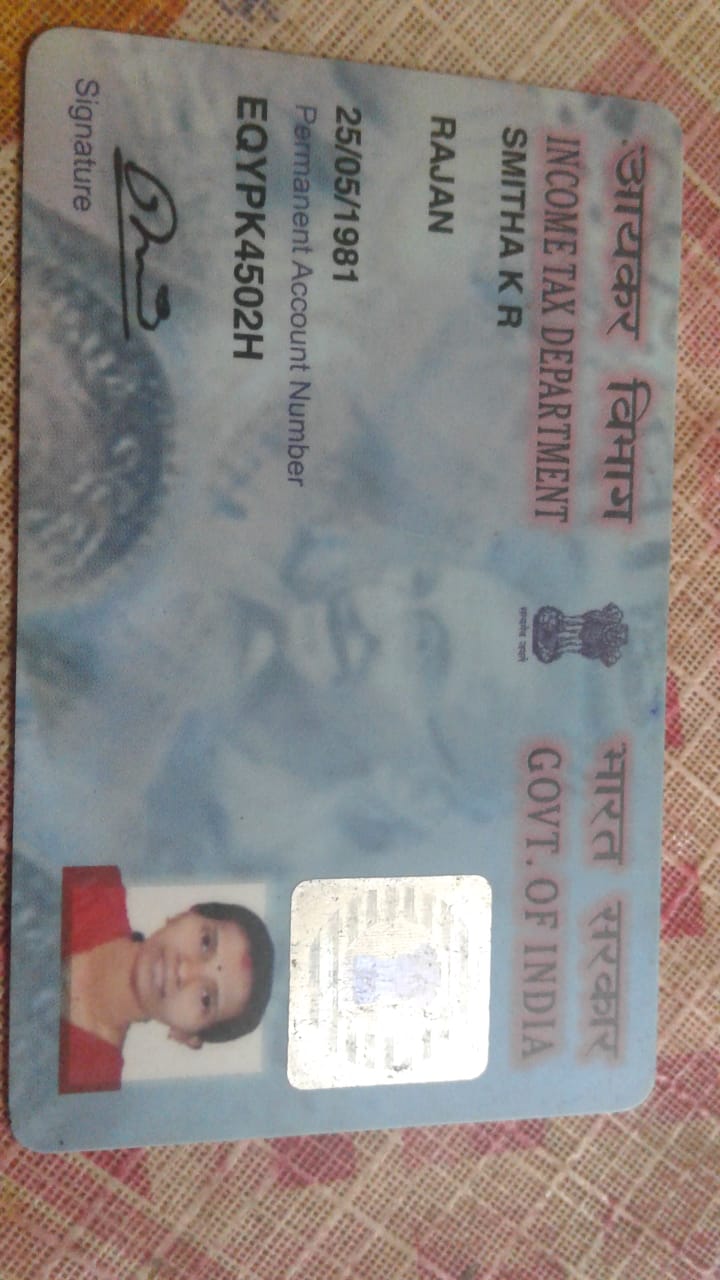 आयकर विभाग
INCOME TAX DEPARTMENT
सत्यमेव जयते
भारत सरकार
GOVT. OF INDIA
SMITHA K R
RAJAN
25/05/1981
Permanent Account Number
EQYPK4502H
Signature